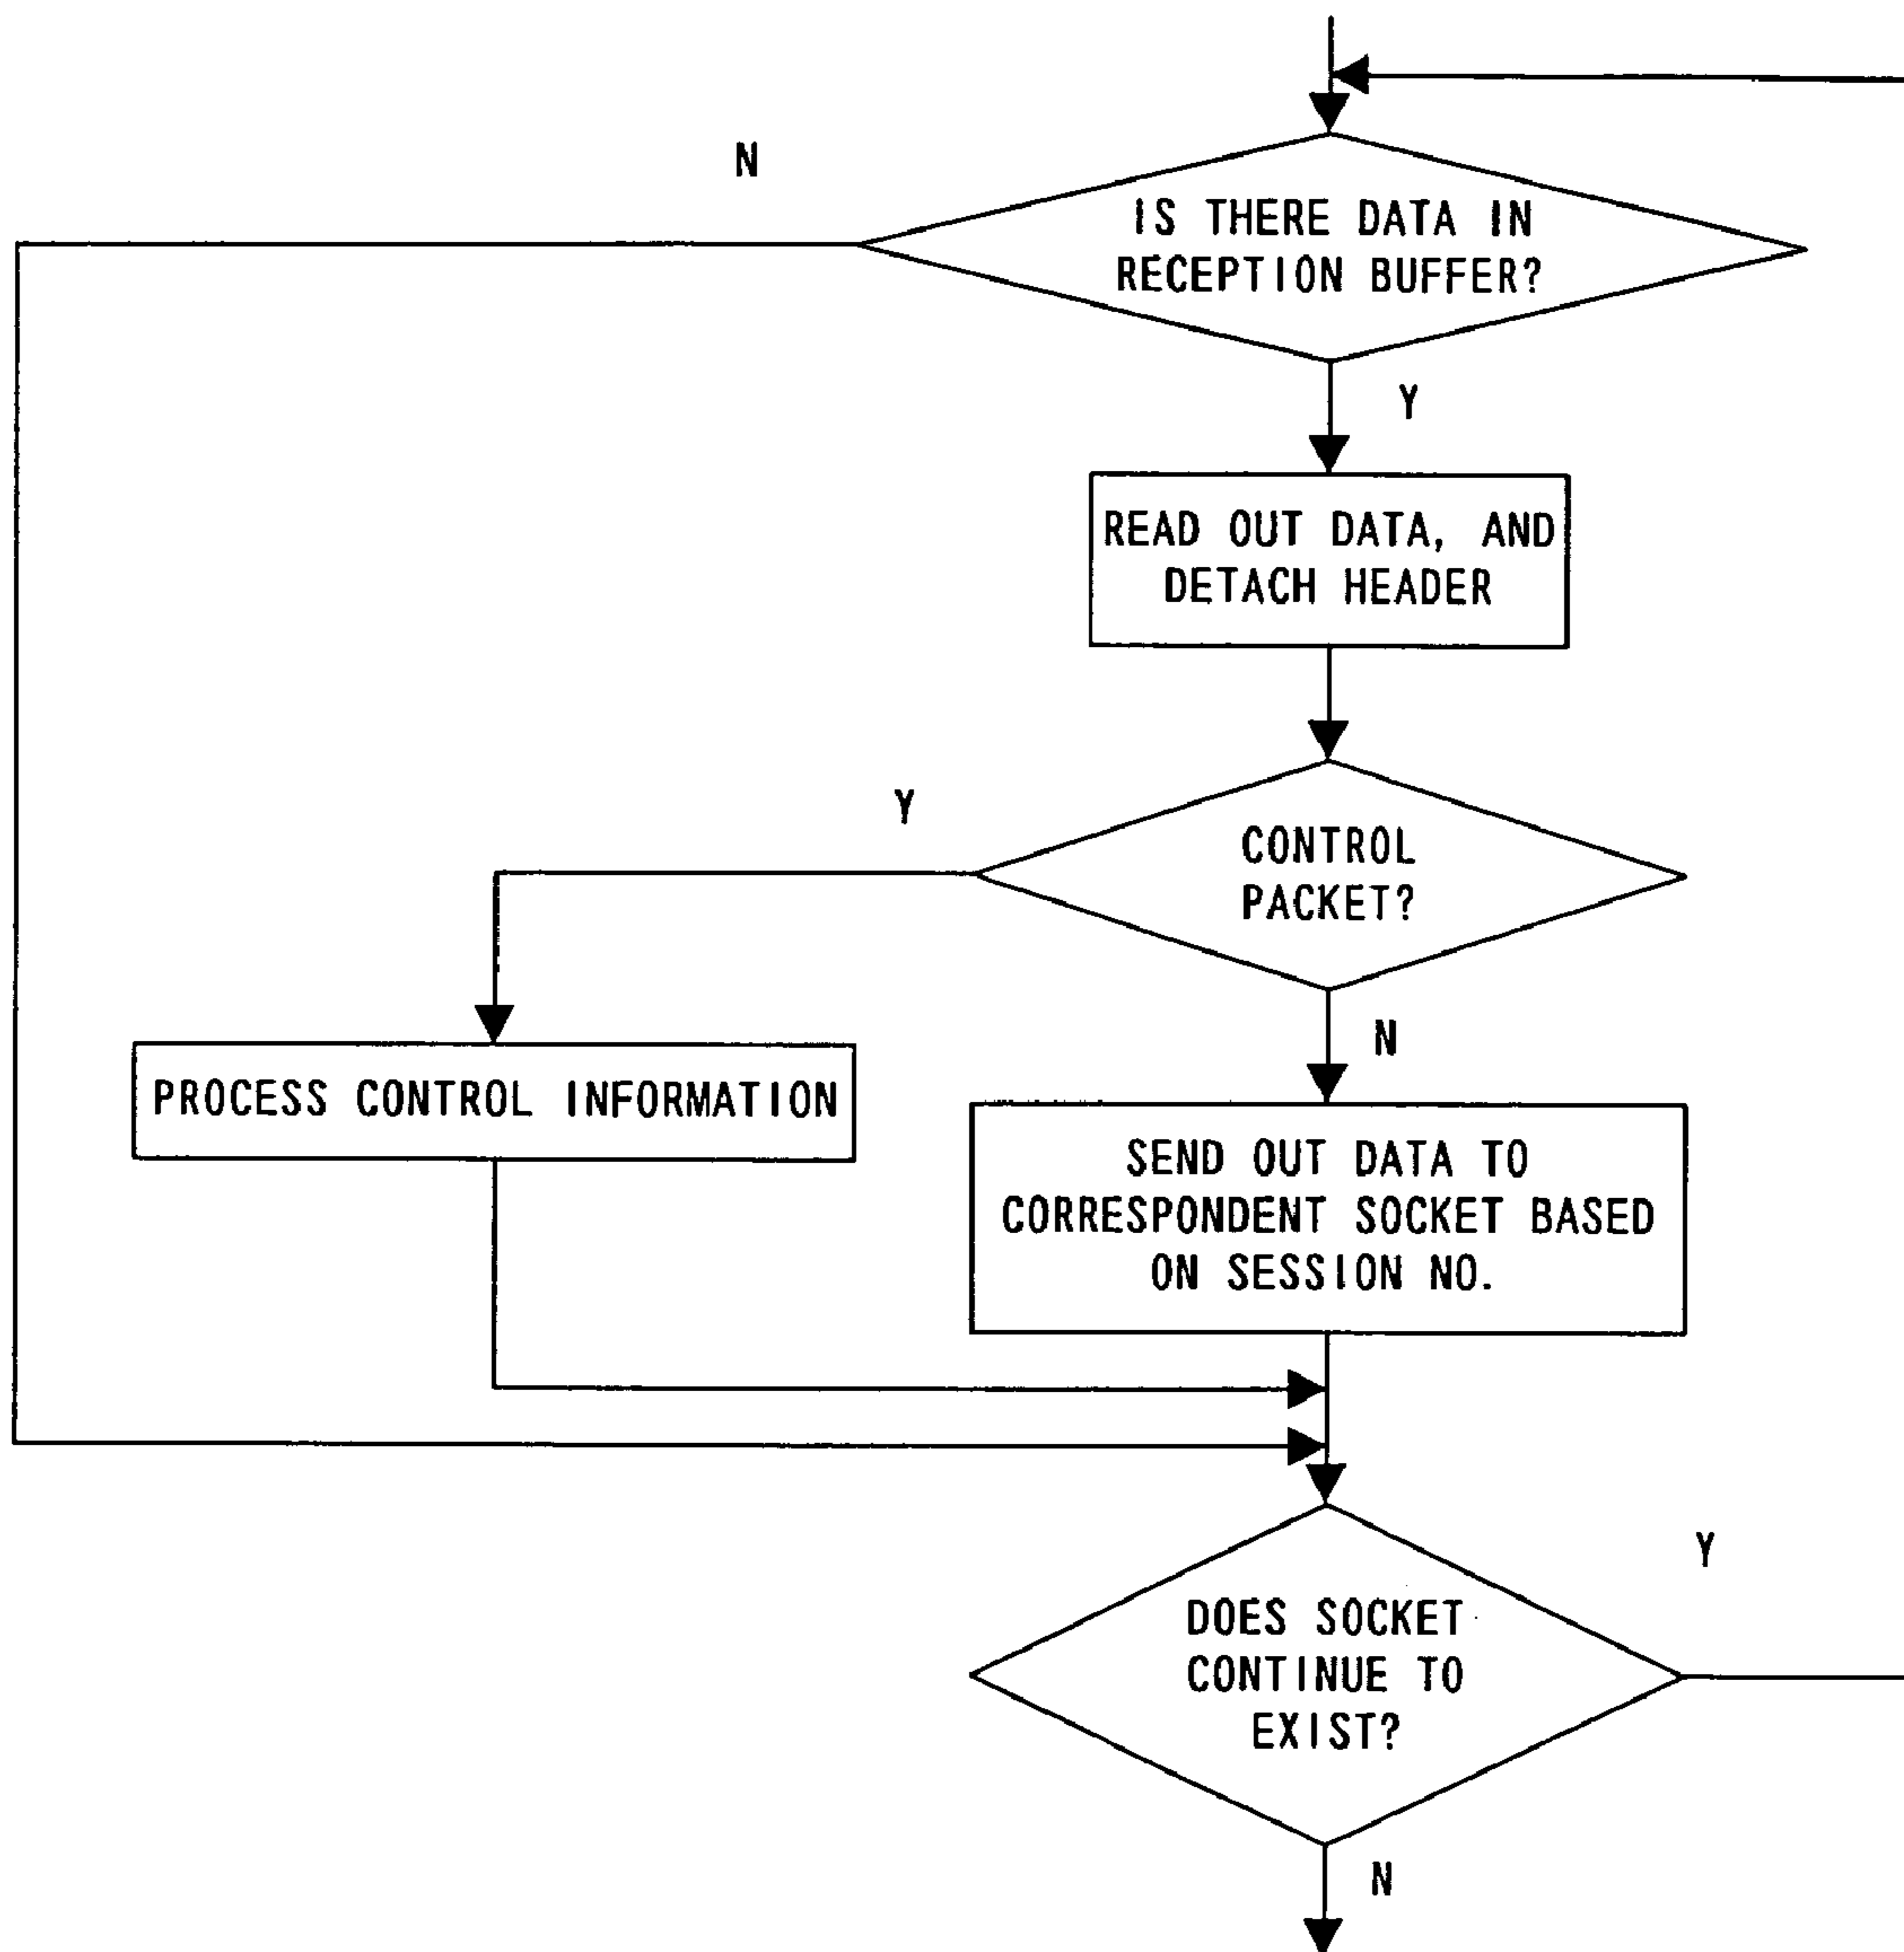 N
IS THERE DATA IN
RECEPTION BUFFER?
Y
READ OUT DATA, AND
DETACH HEADER
Y
CONTROL
PACKET?
N
PROCESS CONTROL INFORMATION
SEND OUT DATA TO
CORRESPONDENT SOCKET BASED
ON SESSION NO.
Y
DOES SOCKET
CONTINUE TO
EXIST?
N